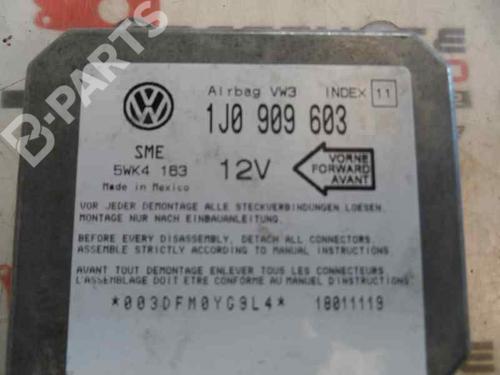 B-PARTS
Airbag VW3 INDEX 11
1J0 909 603
SME
5WK4 183
12V
VORNE
FORWARD
AVANT
Made in Mexico
VOR JEDER DEMONTAGE ALLE STECKVERBINDUNGEN LOESEN.
MONTAGE NUR NACH EINBAUANLEITUNG.
BEFORE EVERY DISASSEMBLY, DETACH ALL CONNECTORS.
ASSEMBLE STRICTLY ACCORDING TO MANUAL INSTRUCTIONS
AVANT TOUT DEMONTAGE ENLEVER TOUS LES CONNECTEURS.
L'ASSEMBLAGE DOIT ETRE CONFORME AU MANUEL D'INSTRUCTIONS
*003DFM0YG9L4* 18011119